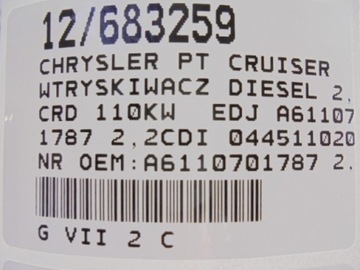 12/683259
CHRYSLER PT CRUISER
WTRYSKIWACZ DIESEL 2,
CRD 110KW EDJ A61107
1787 2,2CDI 044511020
NR OEM:A6110701787 2.
G VII 2 C